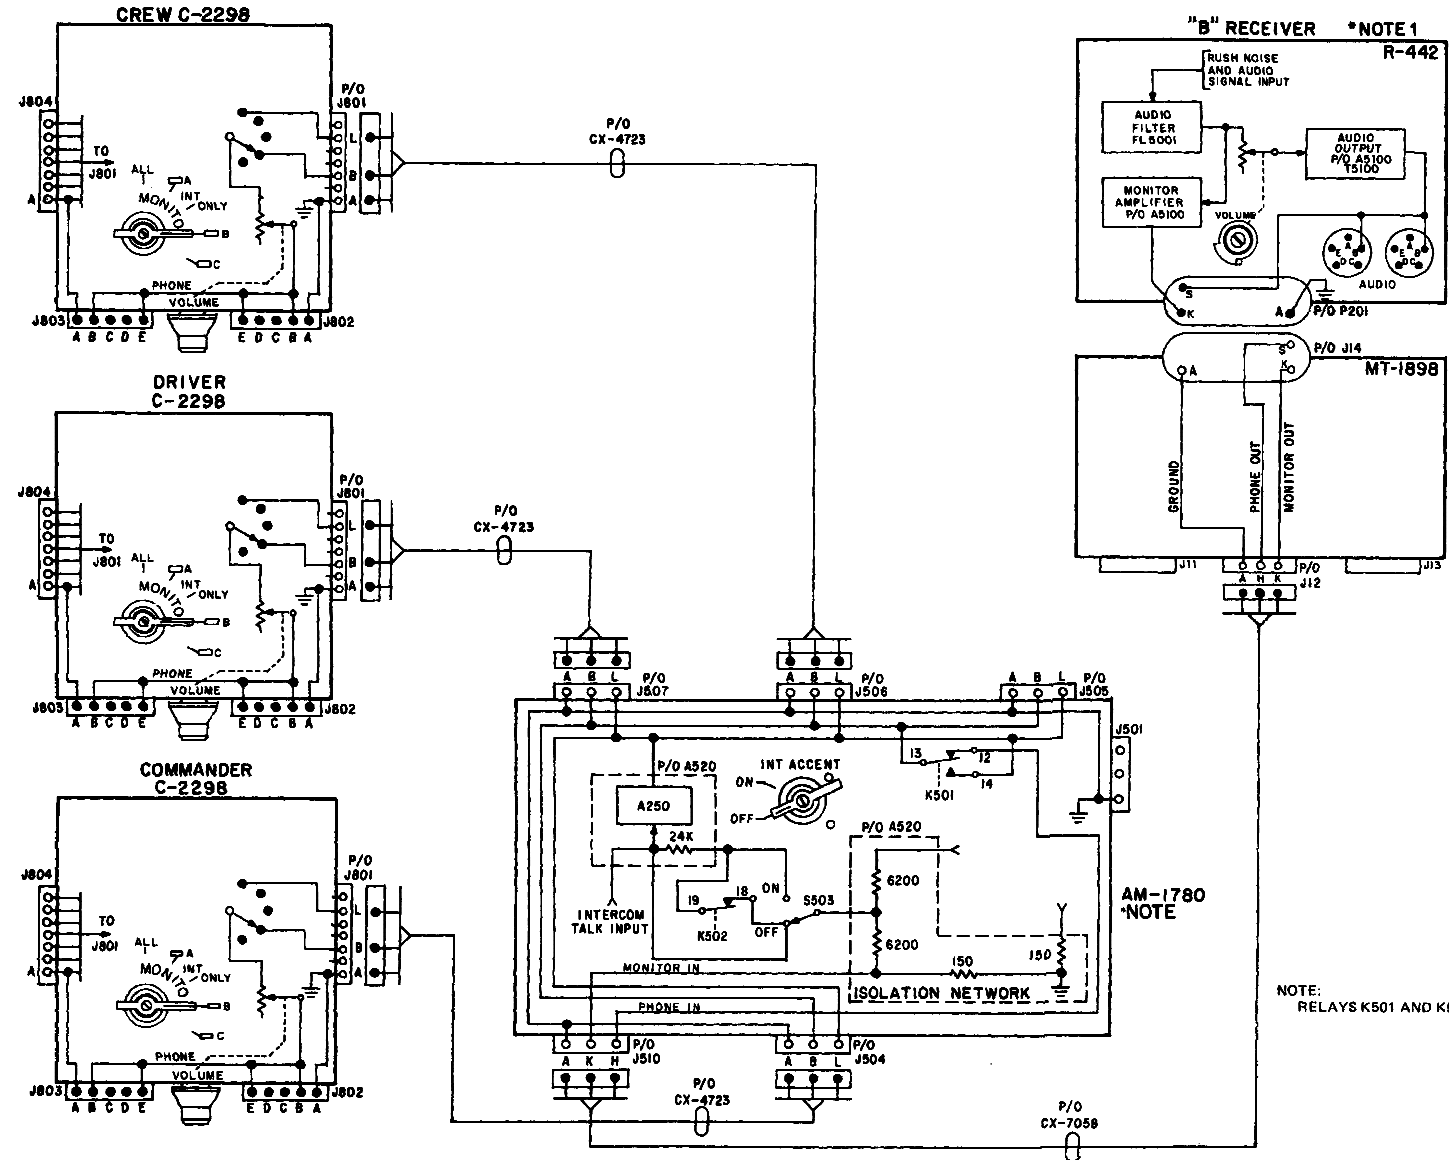 CREW C-2298
J804
P/O
J801
L
B
A
TO
J801
ALL
A
MONITOR
INT
ONLY
B
C
A
PHONE
VOLUME
J803
A B C D E
E D C B A
J802
P/O
CX-4723
DRIVER
C-2298
J804
P/O
J801
L
B
A
TO
J801
ALL
A
MONITO
INT
ONLY
B
C
A
PHONE
VOLUME
J803
A B C D E
E D C B A
J802
P/O
CX-4723
COMMANDER
C-2298
J804
P/O
J801
L
B
A
TO
J801
ALL
A
MONITO
INT
ONLY
B
C
A
PHONE
VOLUME
J803
A B C D E
E D C B A
J802
P/O
CX-4723
"B" RECEIVER *NOTE 1
R-442
RUSH NOISE
AND AUDIO
SIGNAL INPUT
AUDIO
FILTER
FL5001
AUDIO
OUTPUT
P/O A5100
T5100
MONITOR
AMPLIFIER
P/O A5100
VOLUME
A
B
C
D
E
A
B
C
D
E
AUDIO
S
K
A
P/O P201
P/O J14
S
K
A
MT-1898
GROUND
PHONE OUT
MONITOR OUT
J11
A H K
P/O
J12
J13
A B L
P/O
J507
A B L
P/O
J506
A B L
P/O
J505
J501
P/O A520
A250
24K
INTERCOM
TALK INPUT
19
18
K502
ON
OFF
S503
INT ACCENT
ON
OFF
13
12
14
K501
P/O A520
6200
6200
150
150
ISOLATION NETWORK
MONITOR IN
PHONE IN
AM-1780
*NOTE
A K H
P/O
J510
A B L
P/O
J504
P/O
CX-7058
NOTE:
RELAYS K501 AND